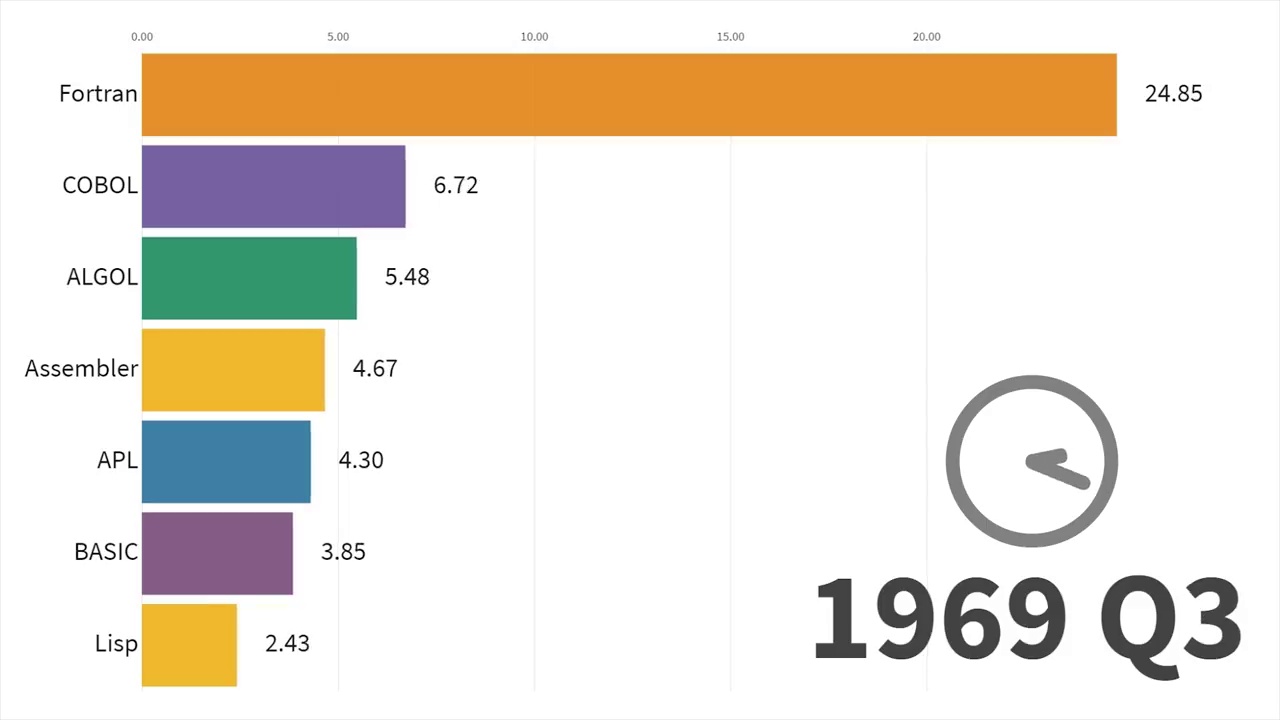 0.00 5.00 10.00 15.00 20.00
Fortran 24.85
COBOL 6.72
ALGOL 5.48
Assembler 4.67
APL 4.30
BASIC 3.85
Lisp 2.43
1969 Q3